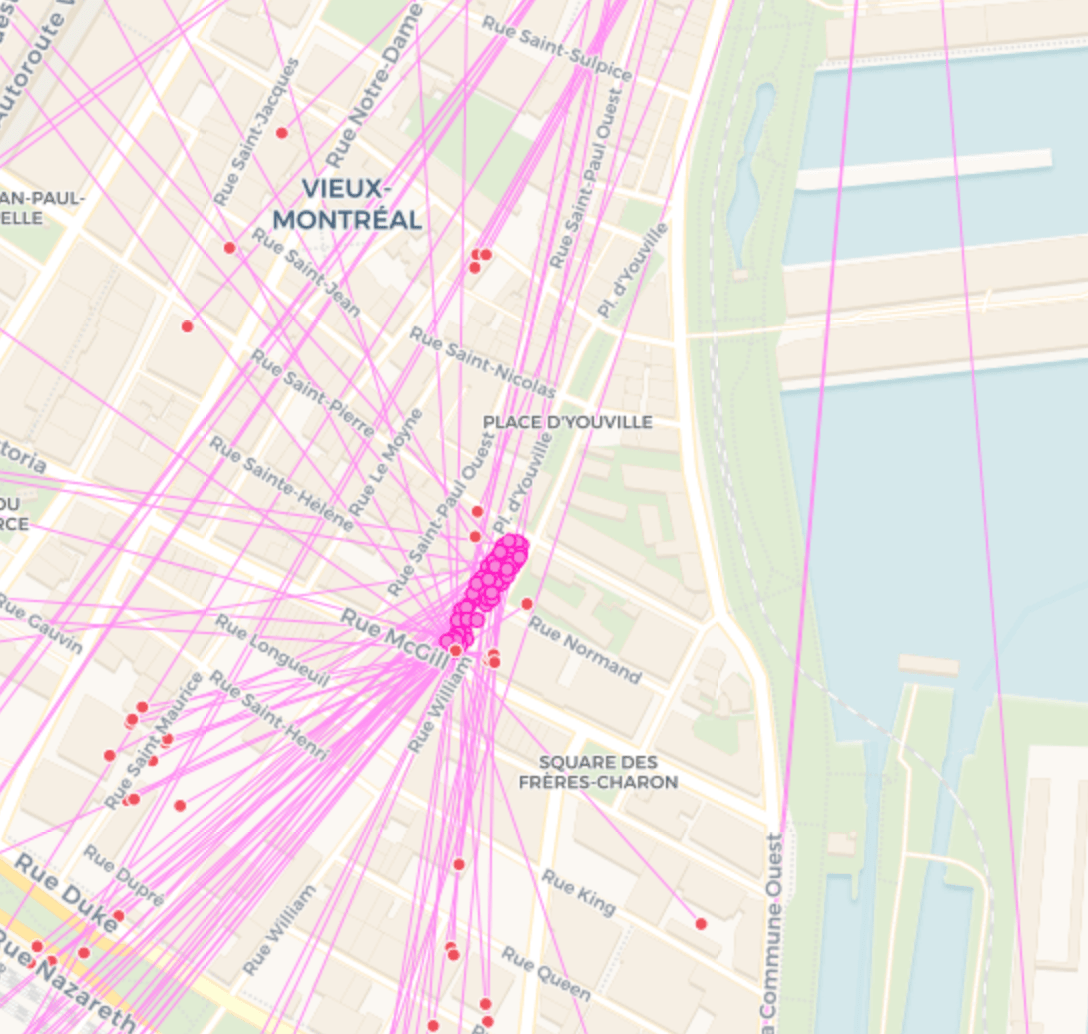 Autoroute
Rue Saint-Sulpice
Rue Notre-Dame
Rue Saint-Jacques
Rue Saint-Paul Ouest
VIEUX-
MONTRÉAL
AN-PAUL-
ELLE
Rue Saint-Jean
Pl. d'Youville
Rue Saint-Nicolas
Rue Saint-Pierre
PLACE D'YOUVILLE
Rue Le Moyne
Rue Saint-Paul Ouest
Pl. d'Youville
toria
Rue Sainte-Hélène
OU
RCE
Rue Gauvin
Rue McGill
Rue Longueuil
Rue Normand
Rue Saint-Henri
Rue William
Rue Saint Maurice
SQUARE DES
FRÈRES-CHARON
Rue Duke
Rue Dupré
Rue William
Rue King
Rue Queen
a Commune Ouest
Rue Nazareth